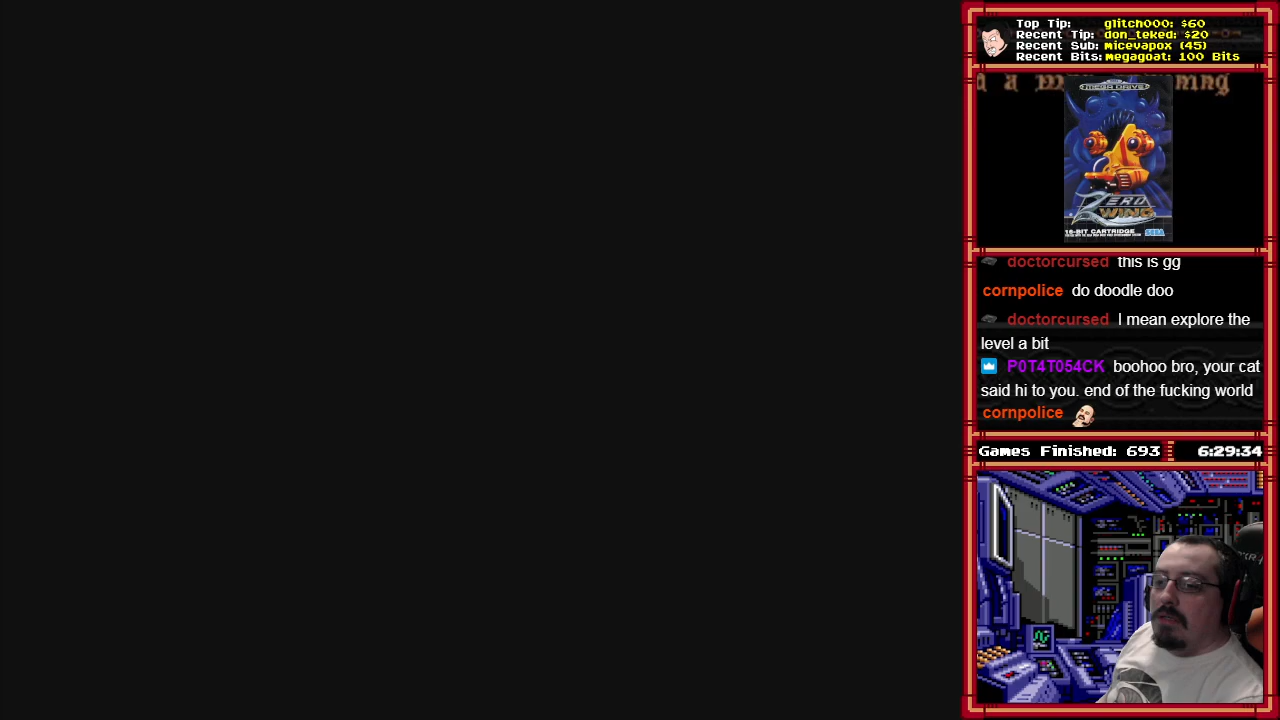 Top Tip: glitch000: $60
Recent Tip: don_teked: $20
Recent Sub: micevapox (45)
Recent Bits: megagoat: 100 Bits
MEGA DRIVE
ZERO
WING
16-BIT CARTRIDGE
SEGA
doctorcursed this is gg
cornpolice do doodle doo
doctorcursed I mean explore the
level a bit
P0T4T054CK boohoo bro, your cat
said hi to you. end of the fucking world
cornpolice
Games Finished: 693 6:29:34